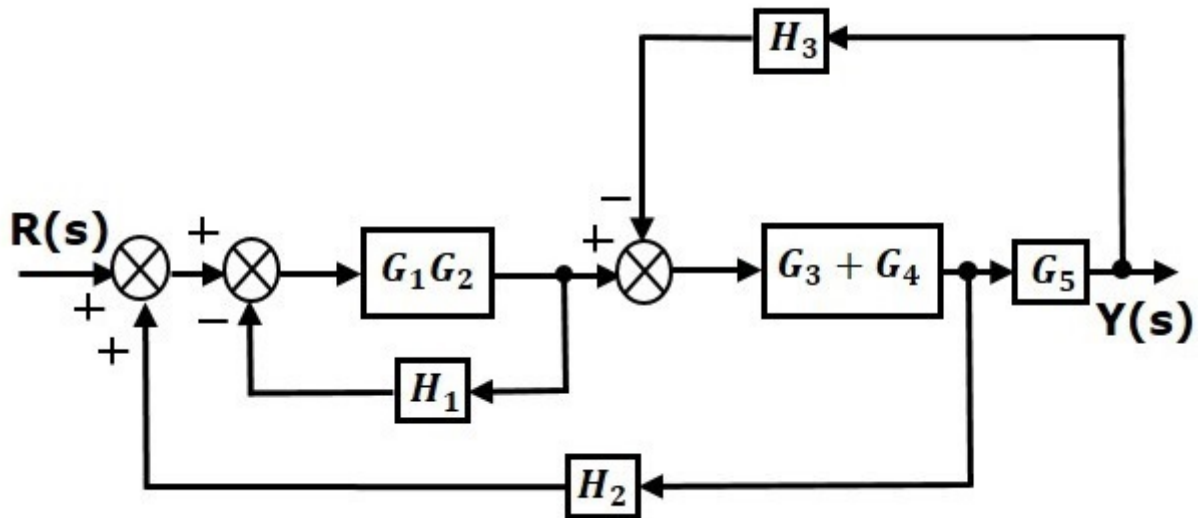 H₃
−
R(s)
+
+
G₁G₂
G₃ + G₄
G₅
+
−
+
Y(s)
H₁
H₂